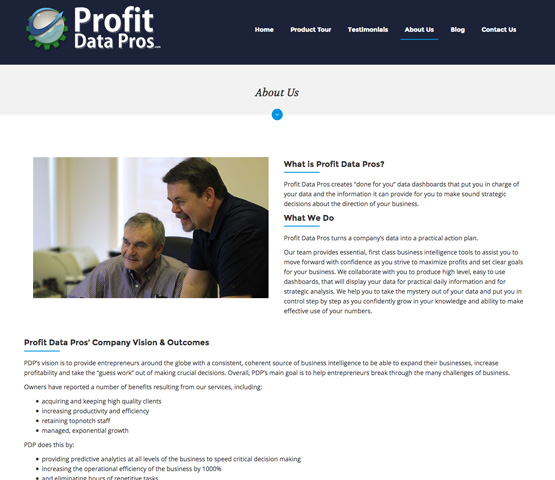 Profit
Data Pros.com
Home Product Tour Testimonials About Us Blog Contact Us
About Us
What is Profit Data Pros?
Profit Data Pros creates "done for you" data dashboards that put you in charge of
your data and the information it can provide for you to make sound strategic
decisions about the direction of your business.
What We Do
Profit Data Pros turns a company's data into a practical action plan.
Our team provides essential, first class business intelligence tools to assist you to
move forward with confidence as you strive to maximize profits and set clear goals
for your business. We collaborate with you to produce high level, easy to use
dashboards, that will display your data for practical daily information and for
strategic analysis. We help you to take the mystery out of your data and put you in
control step by step as you confidently grow in your knowledge and ability to make
effective use of your numbers.
Profit Data Pros' Company Vision & Outcomes
PDP's vision is to provide entrepreneurs around the globe with a consistent, coherent source of business intelligence to be able to expand their businesses, increase
profitability and take the "guess work" out of making crucial decisions. Overall, PDP's main goal is to help entrepreneurs break through the many challenges of business.
Owners have reported a number of benefits resulting from our services, including:
• acquiring and keeping high quality clients
• increasing productivity and efficiency
• retaining topnotch staff
• managed, exponential growth
PDP does this by:
• providing predictive analytics at all levels of the business to speed critical decision making
• increasing the operational efficiency of the business by 1000%
• and eliminating hours of repetitive tasks